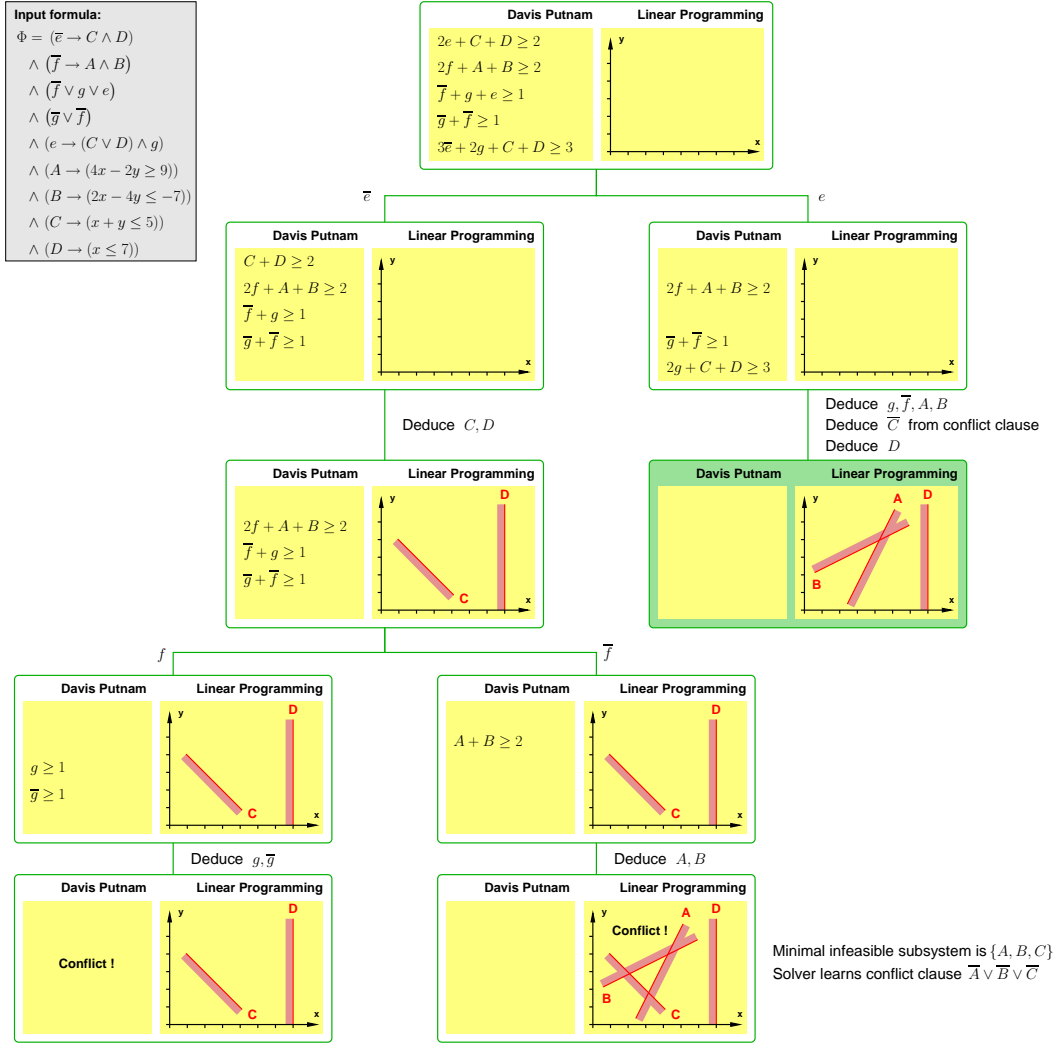 Input formula:
Φ = (e̅ → C ∧ D)
∧ (f̅ → A ∧ B)
∧ (f̅ ∨ g ∨ e)
∧ (g̅ ∨ f̅)
∧ (e → (C ∨ D) ∧ g)
∧ (A → (4x − 2y ≥ 9))
∧ (B → (2x − 4y ≤ −7))
∧ (C → (x + y ≤ 5))
∧ (D → (x ≤ 7))
Davis Putnam Linear Programming
2e + C + D ≥ 2
2f + A + B ≥ 2
f̅ + g + e ≥ 1
g̅ + f̅ ≥ 1
3e̅ + 2g + C + D ≥ 3
y
x
e̅
e
Davis Putnam Linear Programming
C + D ≥ 2
2f + A + B ≥ 2
f̅ + g ≥ 1
g̅ + f̅ ≥ 1
y
x
Davis Putnam Linear Programming
2f + A + B ≥ 2
g̅ + f̅ ≥ 1
2g + C + D ≥ 3
y
x
Deduce C, D
Deduce g, f̅, A, B
Deduce C̅ from conflict clause
Deduce D
Davis Putnam Linear Programming
2f + A + B ≥ 2
f̅ + g ≥ 1
g̅ + f̅ ≥ 1
y
D
C
x
Davis Putnam Linear Programming
y
A
D
B
x
f
f̅
Davis Putnam Linear Programming
g ≥ 1
g̅ ≥ 1
y
D
C
x
Davis Putnam Linear Programming
A + B ≥ 2
y
D
C
x
Deduce g, g̅
Deduce A, B
Davis Putnam Linear Programming
Conflict !
y
D
C
x
Davis Putnam Linear Programming
y
A
D
Conflict !
B
C
x
Minimal infeasible subsystem is {A, B, C}
Solver learns conflict clause A̅ ∨ B̅ ∨ C̅